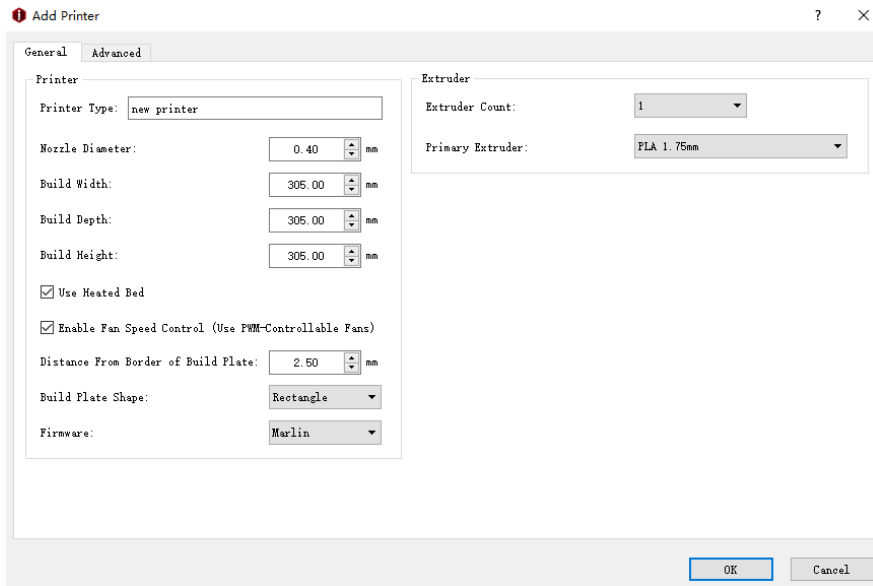 Add Printer
General Advanced
Printer
Printer Type: new printer
Nozzle Diameter: 0.40 mm
Build Width: 305.00 mm
Build Depth: 305.00 mm
Build Height: 305.00 mm
Use Heated Bed
Enable Fan Speed Control (Use PWM-Controllable Fans)
Distance From Border of Build Plate: 2.50 mm
Build Plate Shape: Rectangle
Firmware: Marlin
Extruder
Extruder Count: 1
Primary Extruder: PLA 1.75mm
OK Cancel